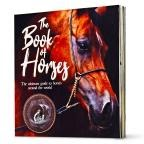 The
Book
of
Horses
The ultimate guide to horses
around the world